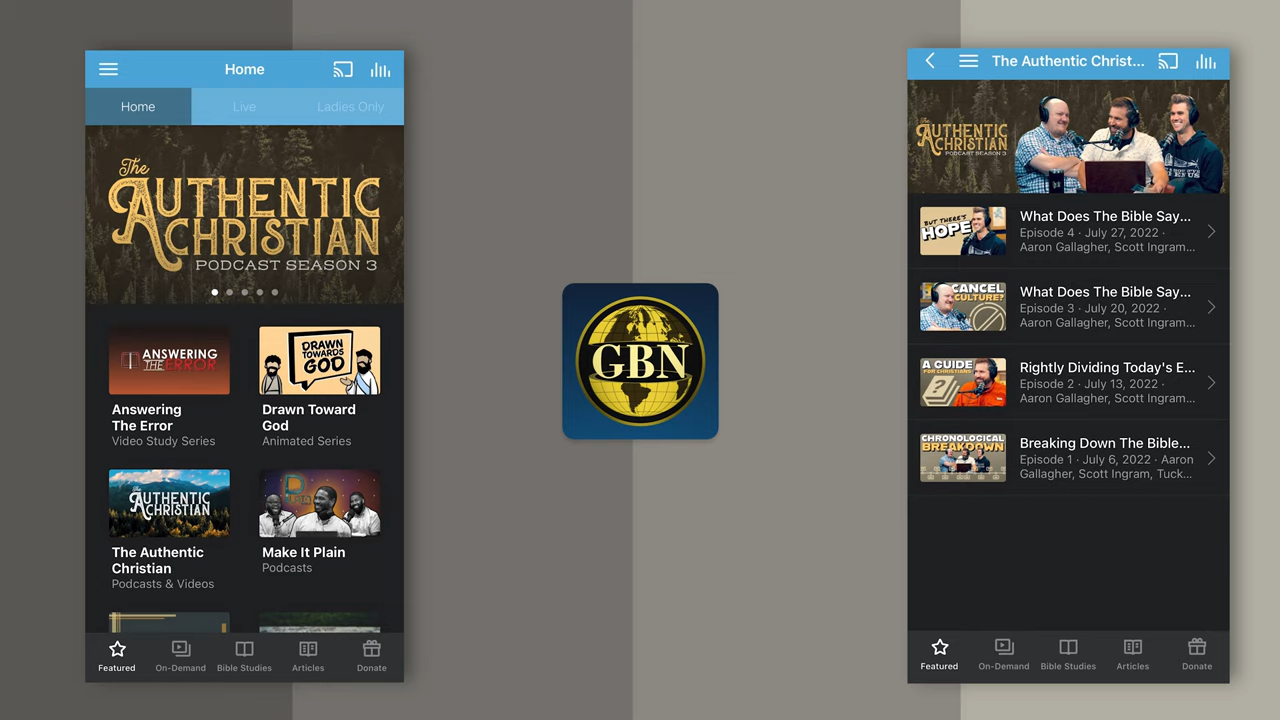 Home
Home
Live
Ladies Only
The
AUTHENTIC
CHRISTIAN
PODCAST SEASON 3
ANSWERING
THE ERROR
DRAWN
TOWARDS
GOD
Answering
The Error
Video Study Series
Drawn Toward
God
Animated Series
The
AUTHENTIC
CHRISTIAN
The Authentic
Christian
Podcasts & Videos
Make It Plain
Podcasts
Featured
On-Demand
Bible Studies
Articles
Donate
GBN
The Authentic Christ...
The
AUTHENTIC
CHRISTIAN
PODCAST SEASON 3
BUT THERE'S
HOPE
What Does The Bible Say...
Episode 4 · July 27, 2022 ·
Aaron Gallagher, Scott Ingram...
CANCEL
CULTURE?
What Does The Bible Say...
Episode 3 · July 20, 2022 ·
Aaron Gallagher, Scott Ingram...
A GUIDE
FOR CHRISTIANS
?
Rightly Dividing Today's E...
Episode 2 · July 13, 2022 ·
Aaron Gallagher, Scott Ingram...
CHRONOLOGICAL
BREAKDOWN
Breaking Down The Bible...
Episode 1 · July 6, 2022 · Aaron
Gallagher, Scott Ingram, Tuck...
Featured
On-Demand
Bible Studies
Articles
Donate